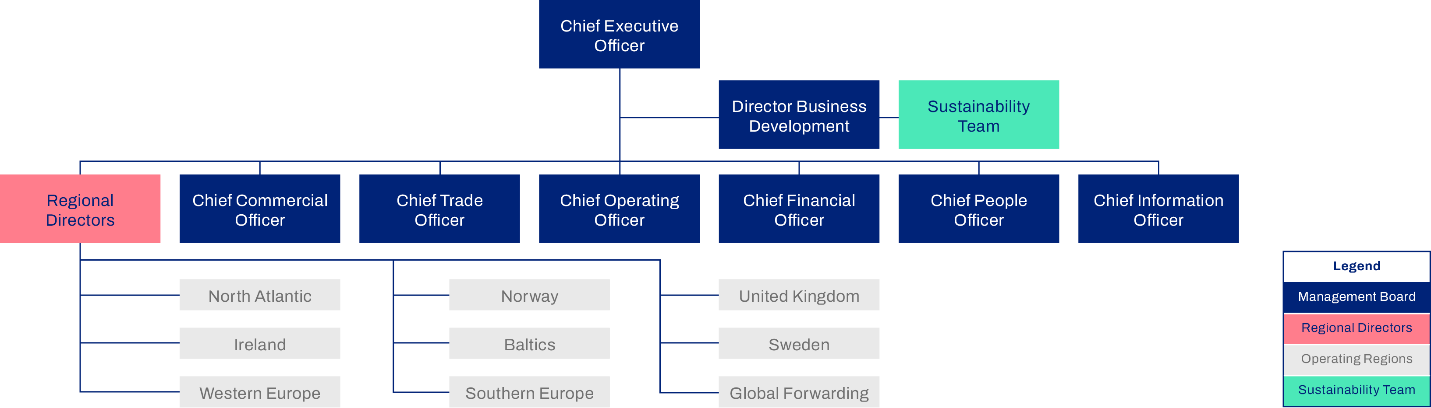 Chief Executive
Officer
Director Business
Development
Sustainability
Team
Regional
Directors
Chief Commercial
Officer
Chief Trade
Officer
Chief Operating
Officer
Chief Financial
Officer
Chief People
Officer
Chief Information
Officer
North Atlantic
Norway
United Kingdom
Ireland
Baltics
Sweden
Western Europe
Southern Europe
Global Forwarding
Legend
Management Board
Regional Directors
Operating Regions
Sustainability Team